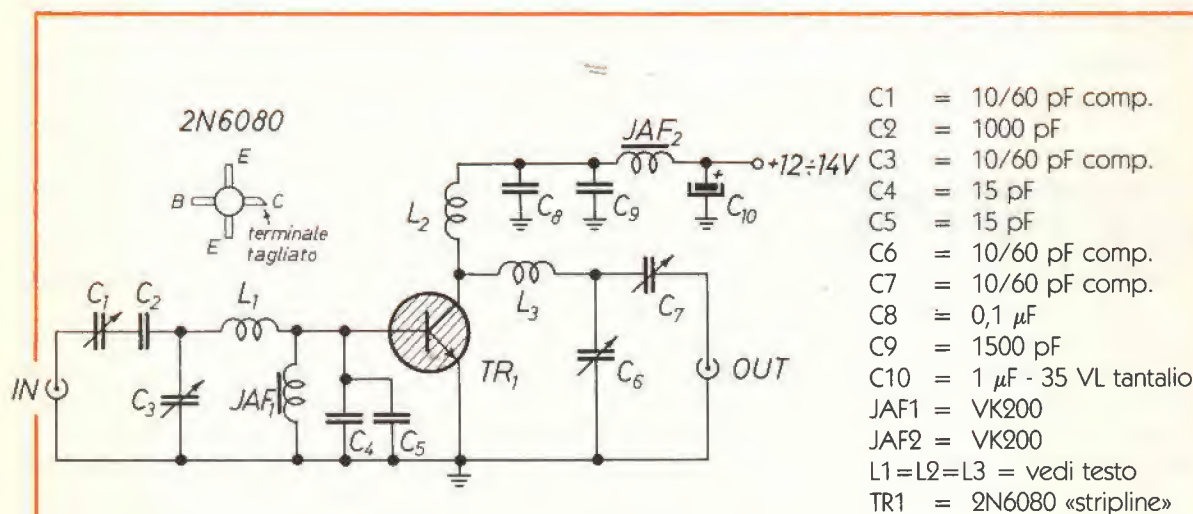 2N6080
E
B
C
E
terminale
tagliato
JAF2
+12÷14V
C8
C9
C10
L2
C1
C2
L1
L3
C7
IN
C3
JAF1
C4
C5
TR1
C6
OUT
C1 = 10/60 pF comp.
C2 = 1000 pF
C3 = 10/60 pF comp.
C4 = 15 pF
C5 = 15 pF
C6 = 10/60 pF comp.
C7 = 10/60 pF comp.
C8 = 0,1 µF
C9 = 1500 pF
C10 = 1 µF - 35 VL tantalio
JAF1 = VK200
JAF2 = VK200
L1=L2=L3 = vedi testo
TR1 = 2N6080 «stripline»